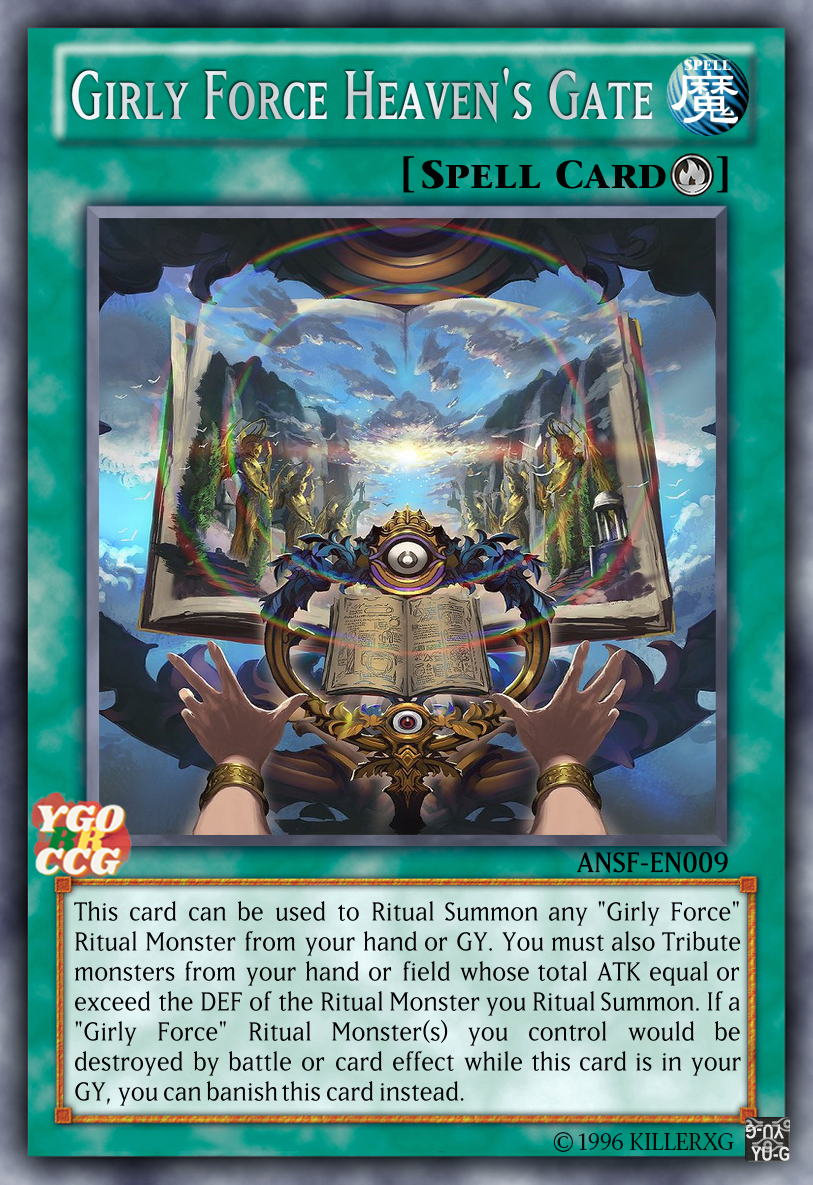 Girly Force Heaven's Gate
SPELL
魔
[Spell Card]
YGO
BR
CCG
ANSF-EN009
This card can be used to Ritual Summon any "Girly Force"
Ritual Monster from your hand or GY. You must also Tribute
monsters from your hand or field whose total ATK equal or
exceed the DEF of the Ritual Monster you Ritual Summon. If a
"Girly Force" Ritual Monster(s) you control would be
destroyed by battle or card effect while this card is in your
GY, you can banish this card instead.
© 1996 KILLERXG
YU-G